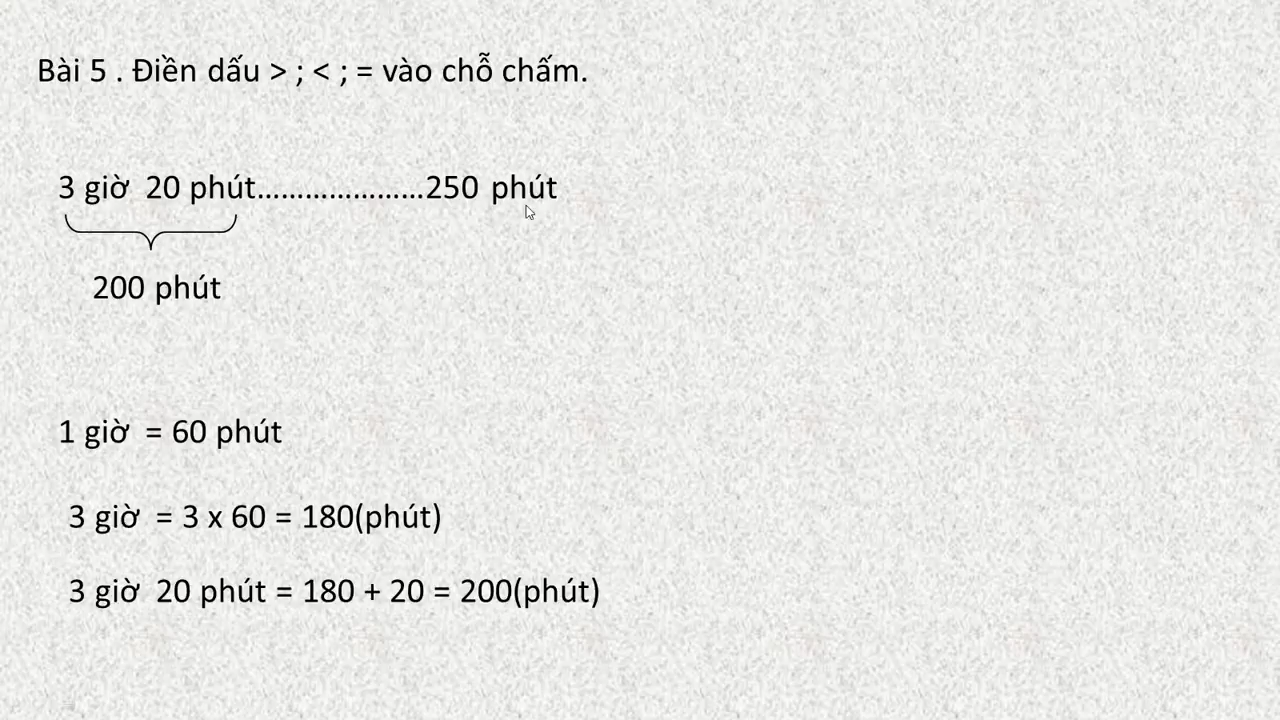 Bài 5 . Điền dấu > ; < ; = vào chỗ chấm.
3 giờ 20 phút.....................250 phút
200 phút
1 giờ = 60 phút
3 giờ = 3 x 60 = 180(phút)
3 giờ 20 phút = 180 + 20 = 200(phút)